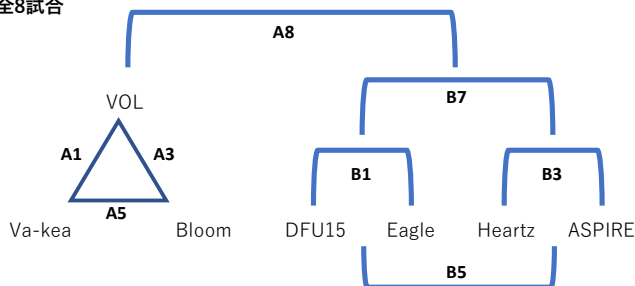 全8試合
A8
B7
VOL
A1
A3
B1
B3
A5
Va-kea
Bloom
DFU15
Eagle
Heartz
ASPIRE
B5